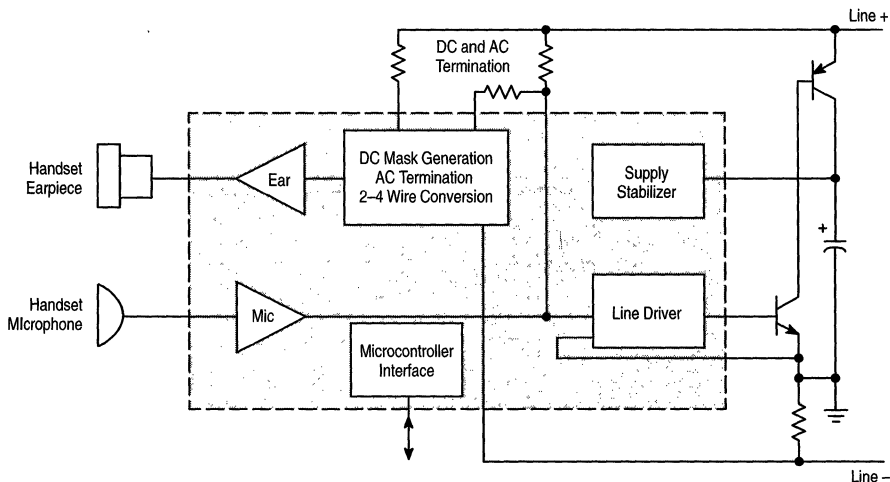 Line +
DC and AC
Termination
Handset
Earpiece
Ear
DC Mask Generation
AC Termination
2–4 Wire Conversion
Supply
Stabilizer
+
Handset
MIcrophone
Mic
Line Driver
Microcontroller
Interface
Line –